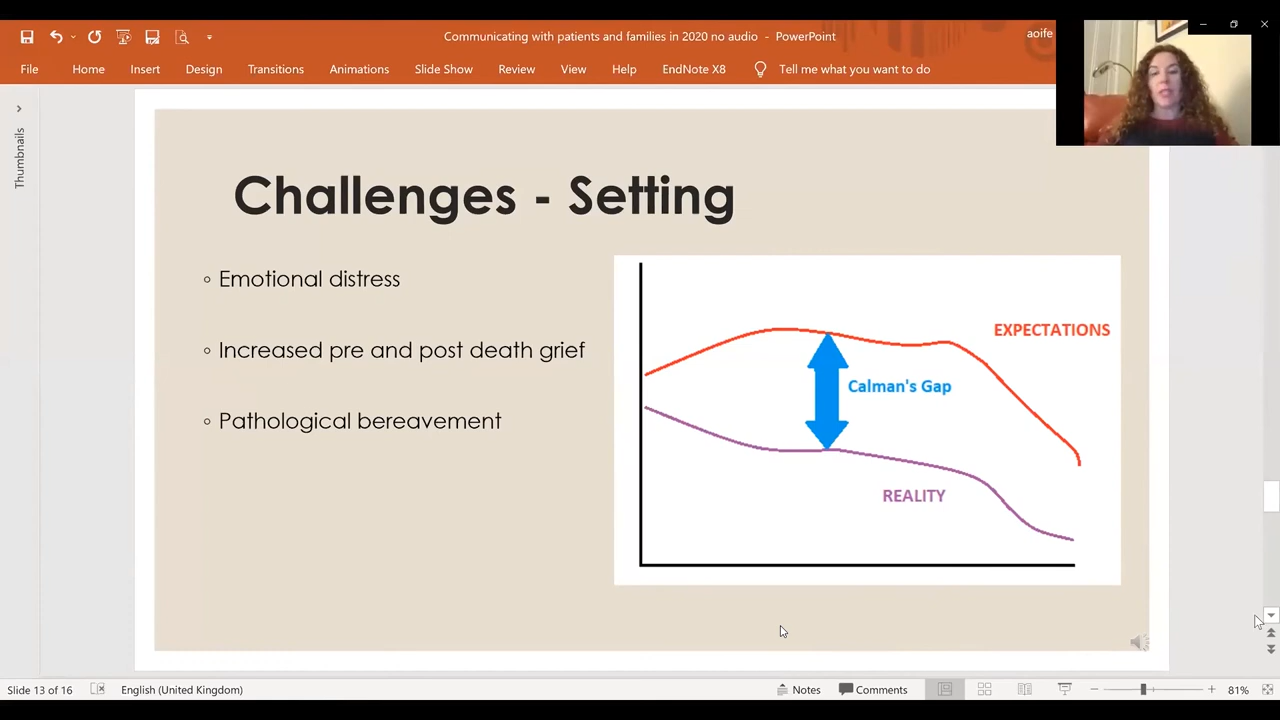 Communicating with patients and families in 2020 no audio - PowerPoint
aoife
File Home Insert Design Transitions Animations Slide Show Review View Help EndNote X8 Tell me what you want to do
Thumbnails
Challenges - Setting
◦ Emotional distress
◦ Increased pre and post death grief
◦ Pathological bereavement
EXPECTATIONS
Calman's Gap
REALITY
Slide 13 of 16 English (United Kingdom) Notes Comments 81%